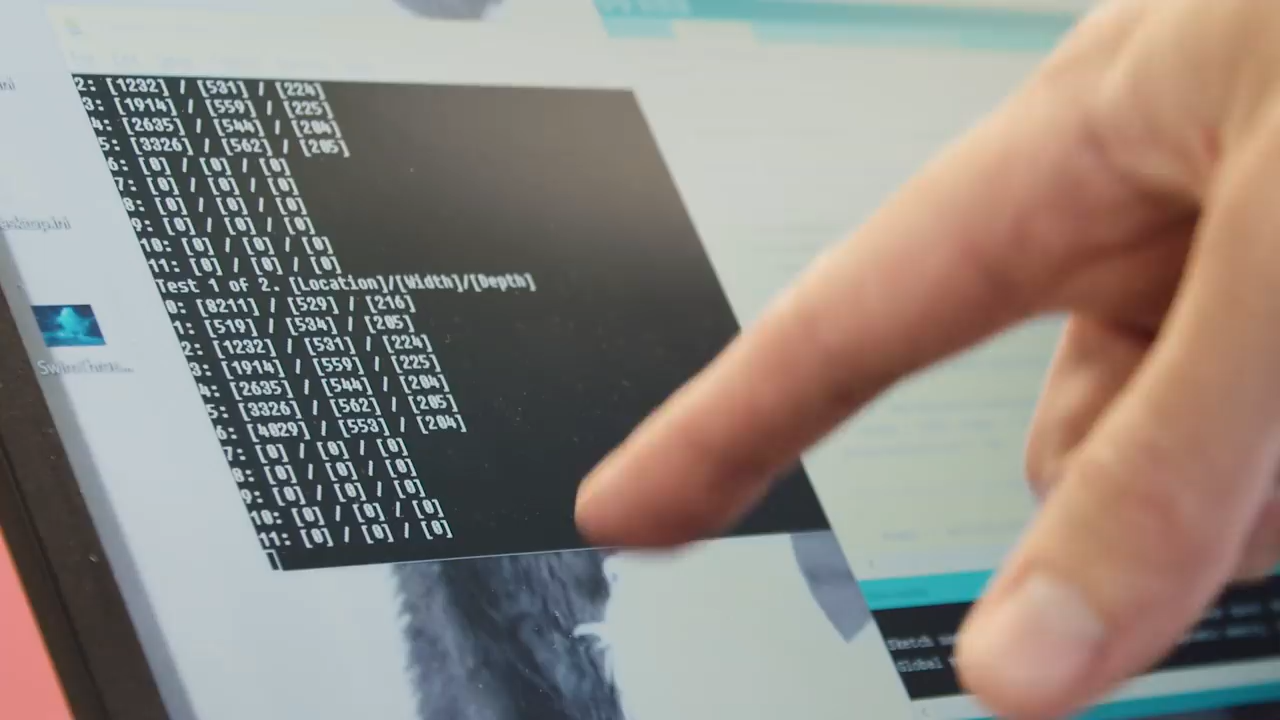 2: [1232] / [531] / [224]
3: [1914] / [559] / [225]
4: [2635] / [544] / [204]
5: [3326] / [562] / [205]
6: [0] / [0] / [0]
7: [0] / [0] / [0]
8: [0] / [0] / [0]
9: [0] / [0] / [0]
10: [0] / [0] / [0]
11: [0] / [0] / [0]
Test 1 of 2. [Location]/[Width]/[Depth]
0: [8211] / [529] / [216]
1: [519] / [534] / [205]
2: [1232] / [531] / [224]
3: [1914] / [559] / [225]
4: [2635] / [544] / [204]
5: [3326] / [562] / [205]
6: [4029] / [553] / [204]
7: [0] / [0] / [0]
8: [0] / [0] / [0]
9: [0] / [0] / [0]
10: [0] / [0] / [0]
11: [0] / [0] / [0]
Sketch
Global